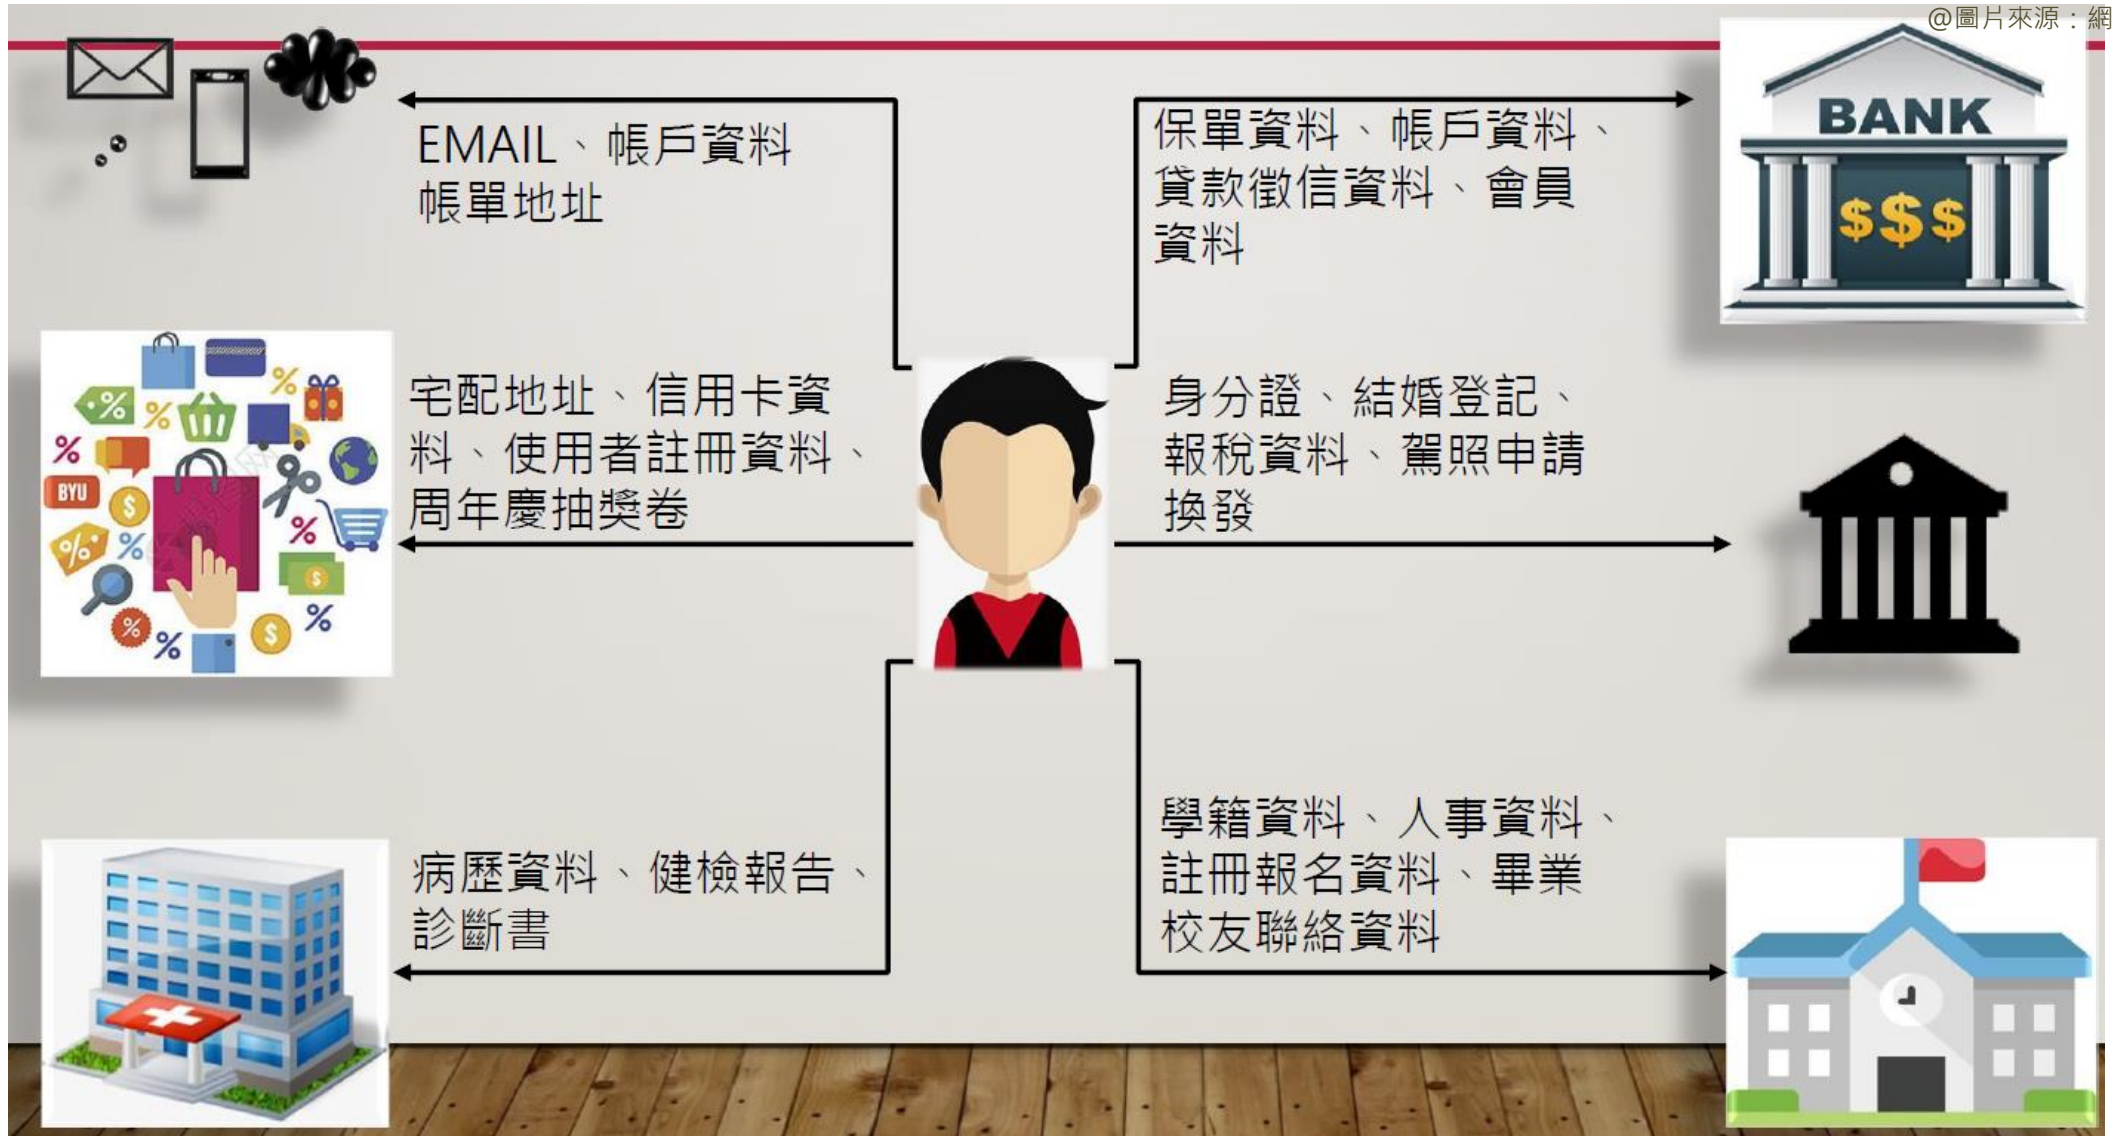 @圖片來源：網
EMAIL、帳戶資料
帳單地址
保單資料、帳戶資料、
貸款徵信資料、會員
資料
BANK
$$$
宅配地址、信用卡資
料、使用者註冊資料、
周年慶抽獎卷
BYU
身分證、結婚登記、
報稅資料、駕照申請
換發
病歷資料、健檢報告、
診斷書
學籍資料、人事資料、
註冊報名資料、畢業
校友聯絡資料